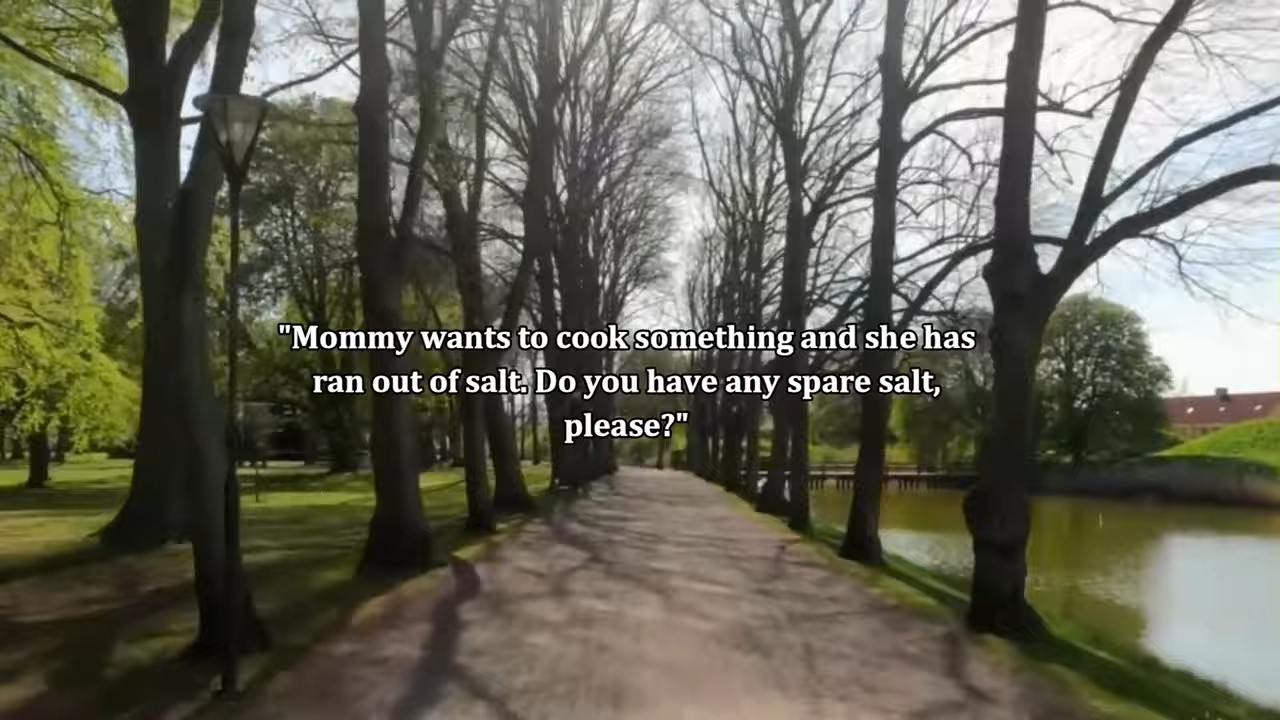 "Mommy wants to cook something and she has
ran out of salt. Do you have any spare salt,
please?"